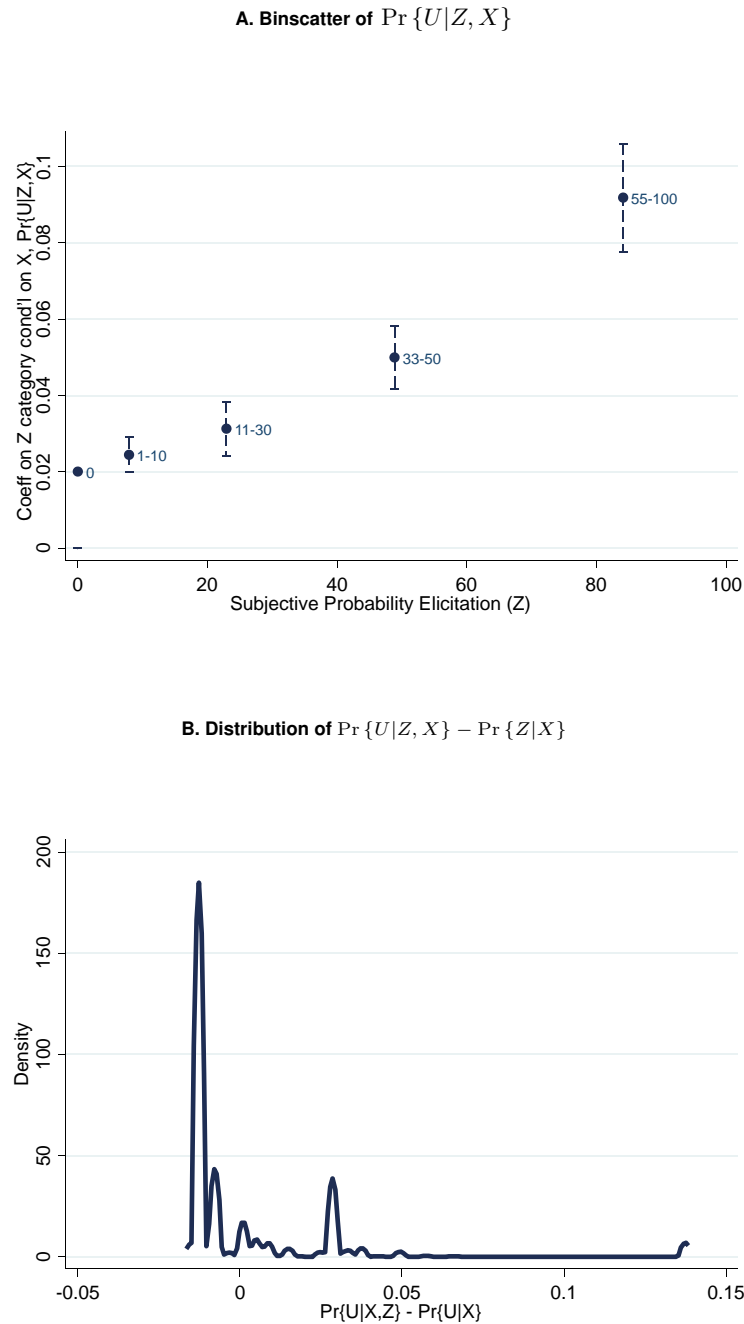 A. Binscatter of Pr {U|Z, X}
Coeff on Z category cond'l on X, Pr{U|Z,X}
0.1
0.08
0.06
0.04
0.02
0
55-100
33-50
11-30
1-10
0
0 20 40 60 80 100
Subjective Probability Elicitation (Z)
B. Distribution of Pr {U|Z, X} − Pr {Z|X}
Density
200
150
100
50
0
-0.05 0 0.05 0.1 0.15
Pr{U|X,Z} - Pr{U|X}